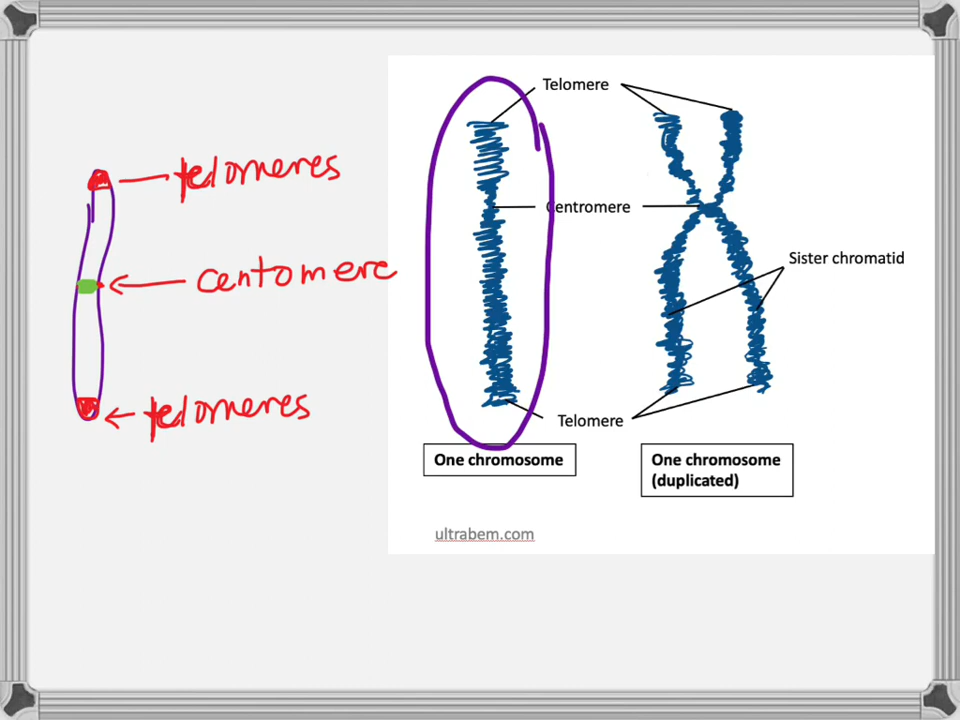 telomeres
centomere
telomeres
Telomere
Centromere
Sister chromatid
Telomere
One chromosome
One chromosome
(duplicated)
ultrabem.com